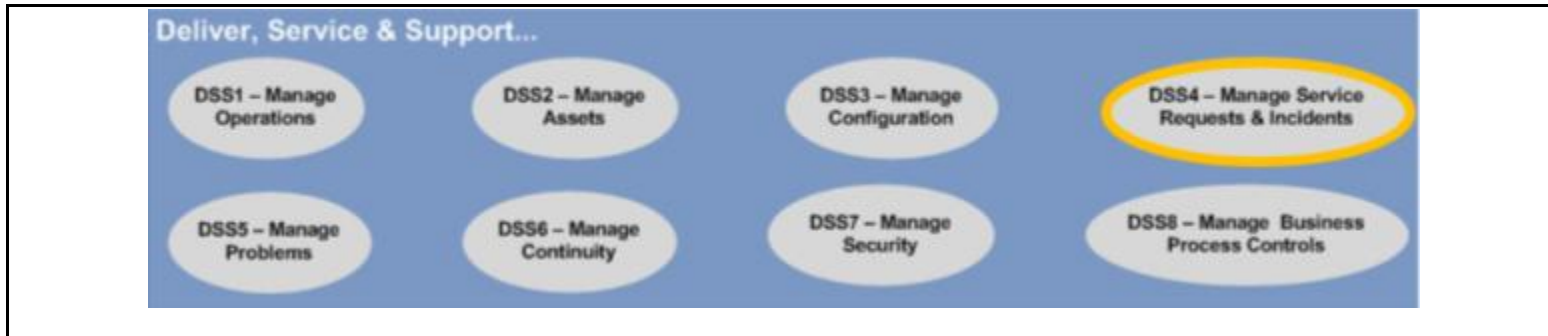 Deliver, Service & Support...
DSS1 – Manage
Operations
DSS2 – Manage
Assets
DSS3 – Manage
Configuration
DSS4 – Manage Service
Requests & Incidents
DSS5 – Manage
Problems
DSS6 – Manage
Continuity
DSS7 – Manage
Security
DSS8 – Manage Business
Process Controls